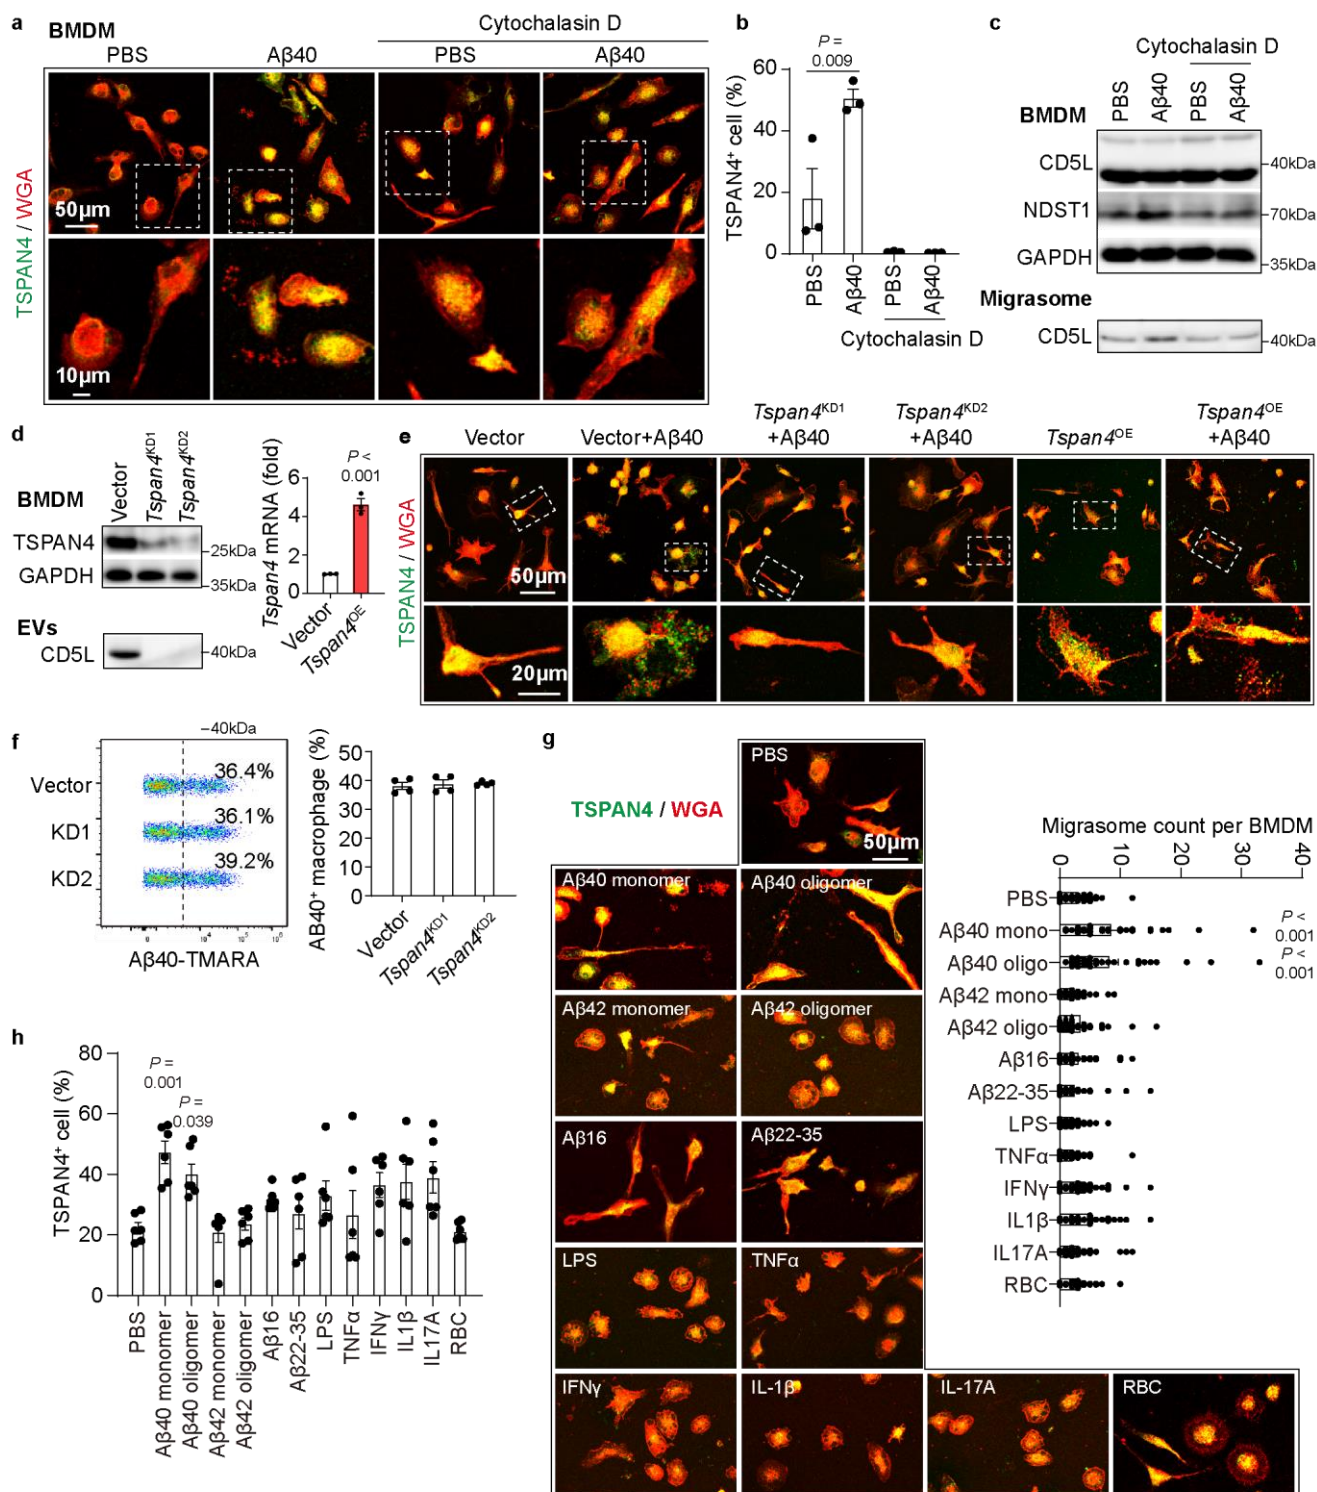 a
BMDM
Cytochalasin D
PBS
Aβ40
PBS
Aβ40
TSPAN4 / WGA
50μm
10μm
b
P =
0.009
TSPAN4⁺ cell (%)
60
40
20
0
PBS
Aβ40
PBS
Aβ40
Cytochalasin D
c
Cytochalasin D
PBS
Aβ40
PBS
Aβ40
BMDM
CD5L
40kDa
NDST1
70kDa
GAPDH
35kDa
Migrasome
CD5L
40kDa
d
Vector
Tspan4ᴷᴰ¹
Tspan4ᴷᴰ²
BMDM
TSPAN4
25kDa
GAPDH
35kDa
EVs
CD5L
40kDa
Tspan4 mRNA (fold)
P <
0.001
6
4
2
0
Vector
Tspan4ᴼᴱ
e
Vector
Vector+Aβ40
Tspan4ᴷᴰ¹
+Aβ40
Tspan4ᴷᴰ²
+Aβ40
Tspan4ᴼᴱ
Tspan4ᴼᴱ
+Aβ40
TSPAN4 / WGA
50μm
20μm
f
–40kDa
Vector
36.4%
KD1
36.1%
KD2
39.2%
0
10⁴
10⁵
10⁶
Aβ40-TMARA
AB40⁺ macrophage (%)
50
40
30
20
10
0
Vector
Tspan4ᴷᴰ¹
Tspan4ᴷᴰ²
g
TSPAN4 / WGA
PBS
50μm
Aβ40 monomer
Aβ40 oligomer
Aβ42 monomer
Aβ42 oligomer
Aβ16
Aβ22-35
LPS
TNFα
IFNγ
IL-1β
IL-17A
RBC
Migrasome count per BMDM
0 10 20 30 40
PBS
Aβ40 mono
P <
0.001
Aβ40 oligo
P <
0.001
Aβ42 mono
Aβ42 oligo
Aβ16
Aβ22-35
LPS
TNFα
IFNγ
IL1β
IL17A
RBC
h
TSPAN4⁺ cell (%)
80
60
40
20
0
P =
0.001
P =
0.039
PBS
Aβ40 monomer
Aβ40 oligomer
Aβ42 monomer
Aβ42 oligomer
Aβ16
Aβ22-35
LPS
TNFα
IFNγ
IL1β
IL17A
RBC